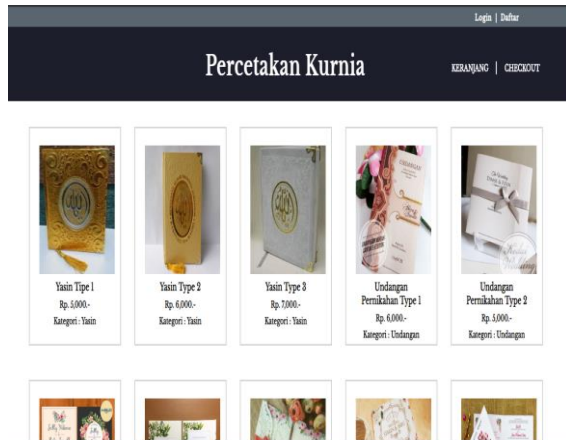 Login | Daftar
Percetakan Kurnia
KERANJANG | CHECKOUT
Yasin Tipe 1
Rp. 5,000.-
Kategori : Yasin
Yasin Type 2
Rp. 6,000.-
Kategori : Yasin
Yasin Type 3
Rp. 7,000.-
Kategori : Yasin
UNDANGAN
Undangan
Pernikahan Type 1
Rp. 6,000.-
Kategori : Undangan
Undangan
Pernikahan Type 2
Rp. 5,000.-
Kategori : Undangan